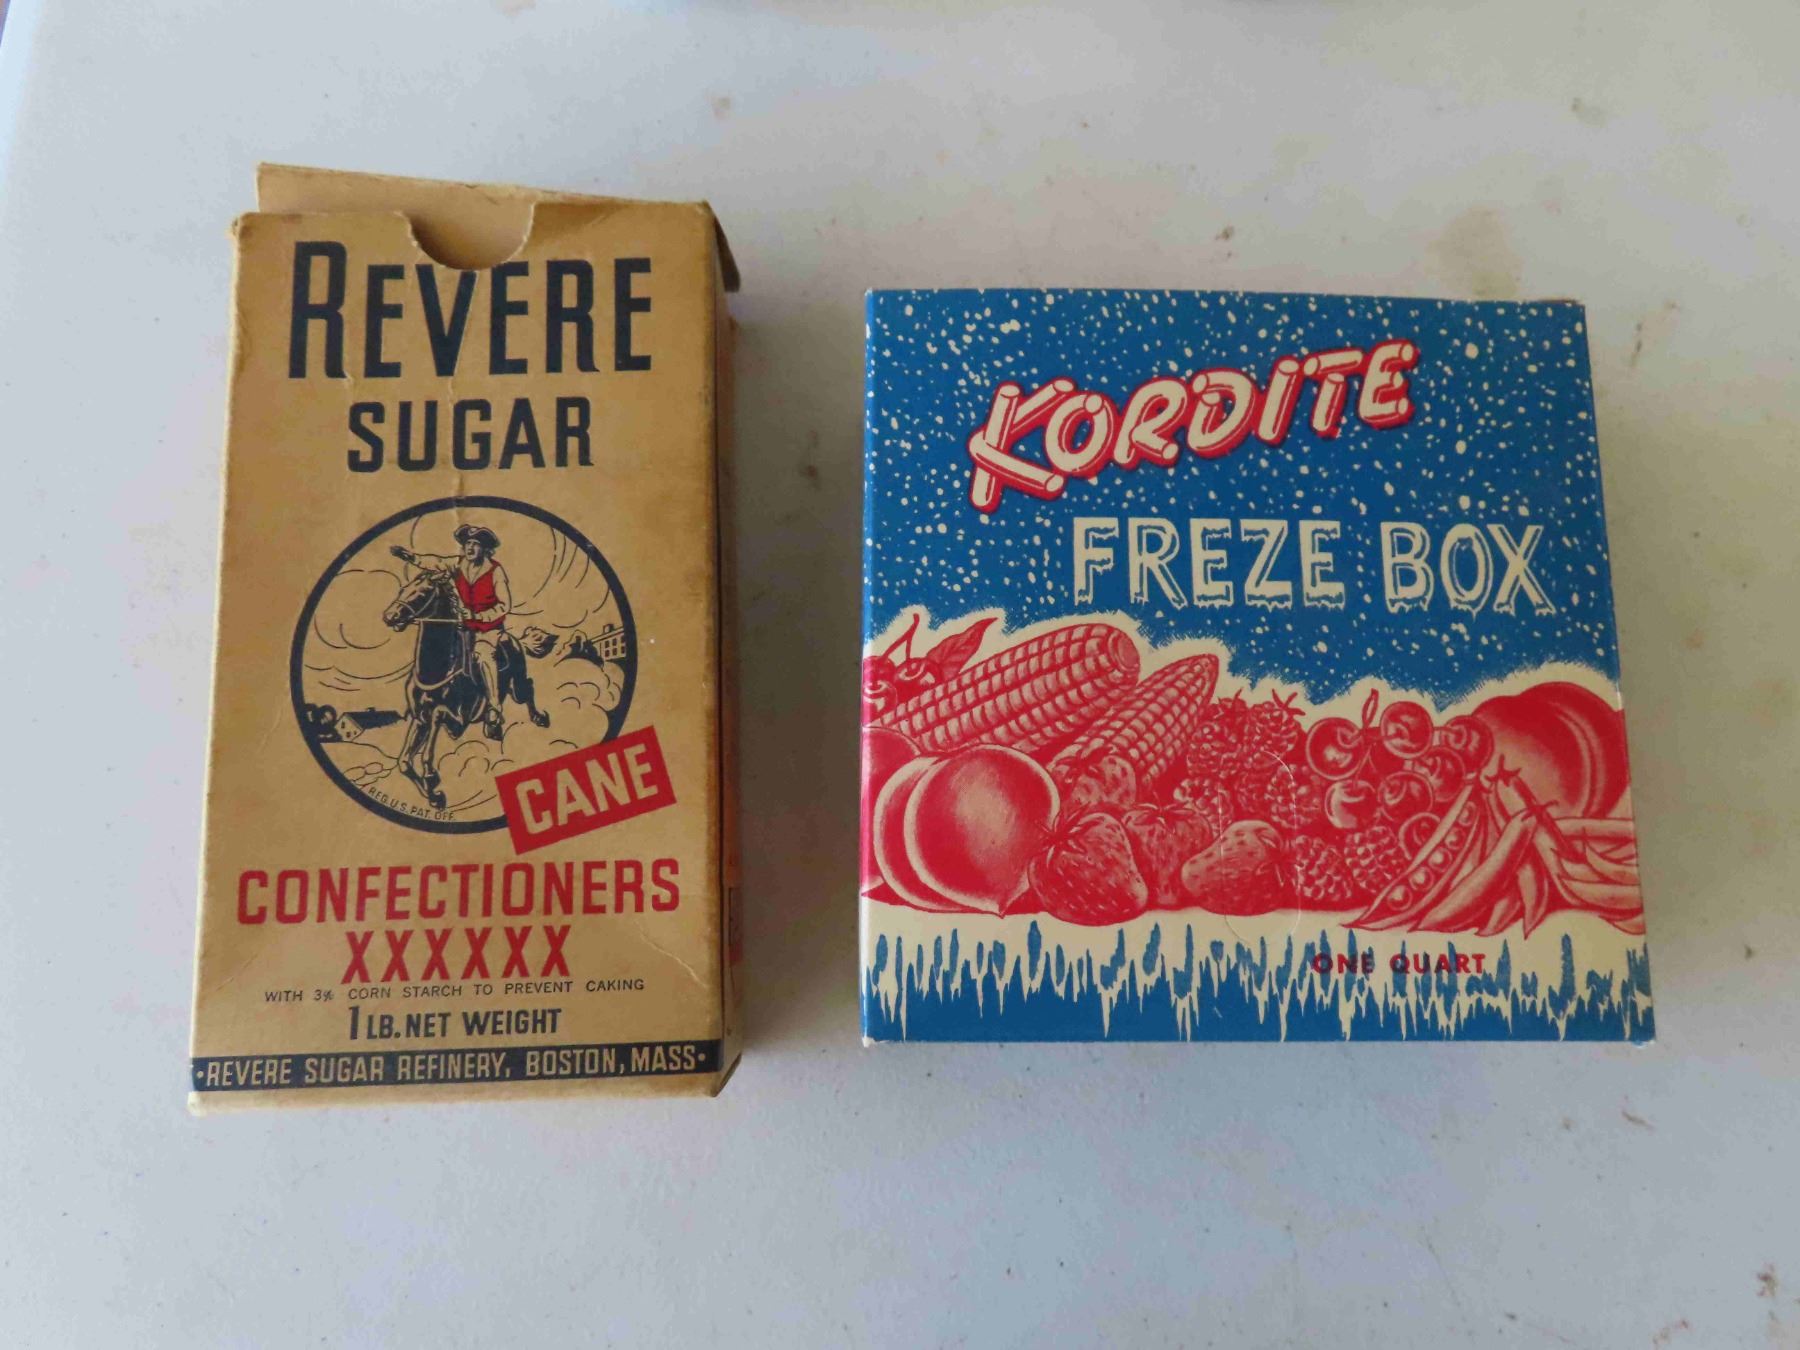 REVERE
SUGAR
REG. U.S. PAT. OFF.
CANE
CONFECTIONERS
XXXXXX
WITH 3% CORN STARCH TO PREVENT CAKING
1 LB. NET WEIGHT
•REVERE SUGAR REFINERY, BOSTON, MASS•
KORDITE
FREZE BOX
ONE QUART